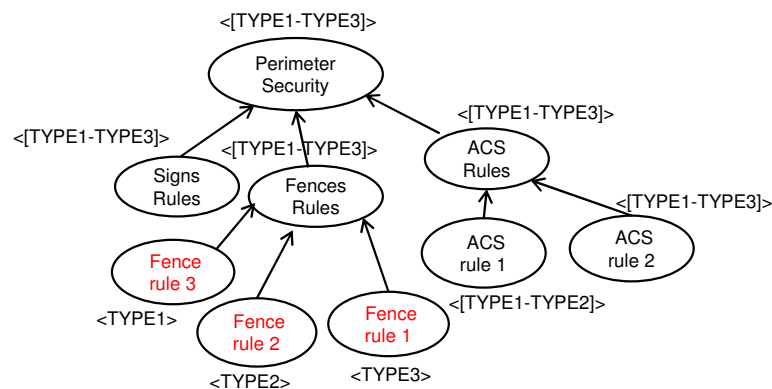 <[TYPE1-TYPE3]>
Perimeter
Security
<[TYPE1-TYPE3]>
<[TYPE1-TYPE3]>
<[TYPE1-TYPE3]>
Signs
Rules
Fences
Rules
ACS
Rules
<[TYPE1-TYPE3]>
Fence
rule 3
<TYPE1>
Fence
rule 2
<TYPE2>
Fence
rule 1
<TYPE3>
ACS
rule 1
<[TYPE1-TYPE2]>
ACS
rule 2